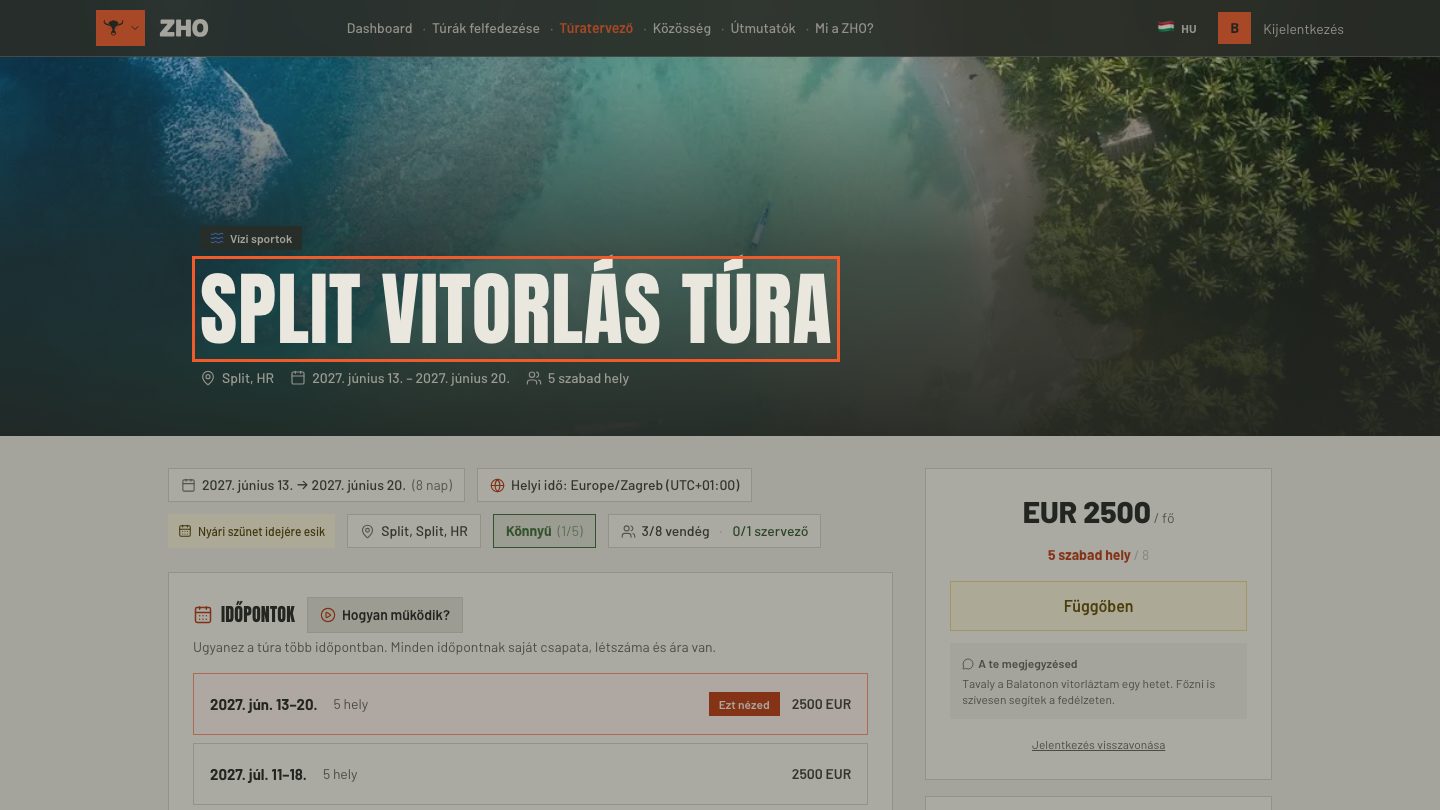 ZHO
Dashboard · Túrák felfedezése · Túratervező · Közösség · Útmutatók · Mi a ZHO?
HU
B
Kijelentkezés
Vízi sportok
SPLIT VITORLÁS TÚRA
Split, HR
2027. június 13. – 2027. június 20.
5 szabad hely
2027. június 13. → 2027. június 20. (8 nap)
Helyi idő: Europe/Zagreb (UTC+01:00)
Nyári szünet idejére esik
Split, Split, HR
Könnyű (1/5)
3/8 vendég · 0/1 szervező
IDŐPONTOK
Hogyan működik?
Ugyanez a túra több időpontban. Minden időpontnak saját csapata, létszáma és ára van.
2027. jún. 13–20. 5 hely
Ezt nézed
2500 EUR
2027. júl. 11–18. 5 hely
2500 EUR
EUR 2500 / fő
5 szabad hely / 8
Függőben
A te megjegyzésed
Tavaly a Balatonon vitorláztam egy hetet. Főzni is
szívesen segítek a fedélzeten.
Jelentkezés visszavonása